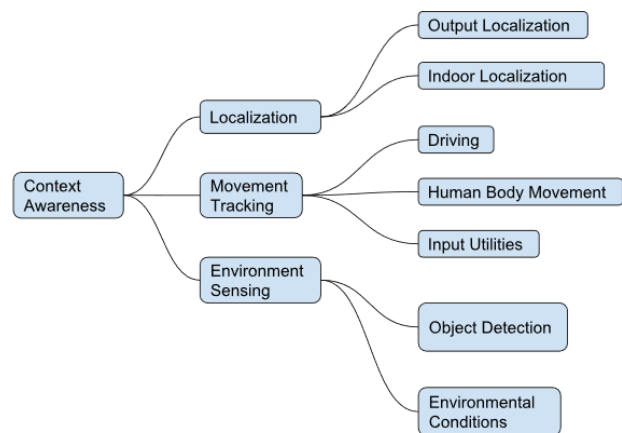 Context
Awareness
Localization
Movement
Tracking
Environment
Sensing
Output Localization
Indoor Localization
Driving
Human Body Movement
Input Utilities
Object Detection
Environmental
Conditions